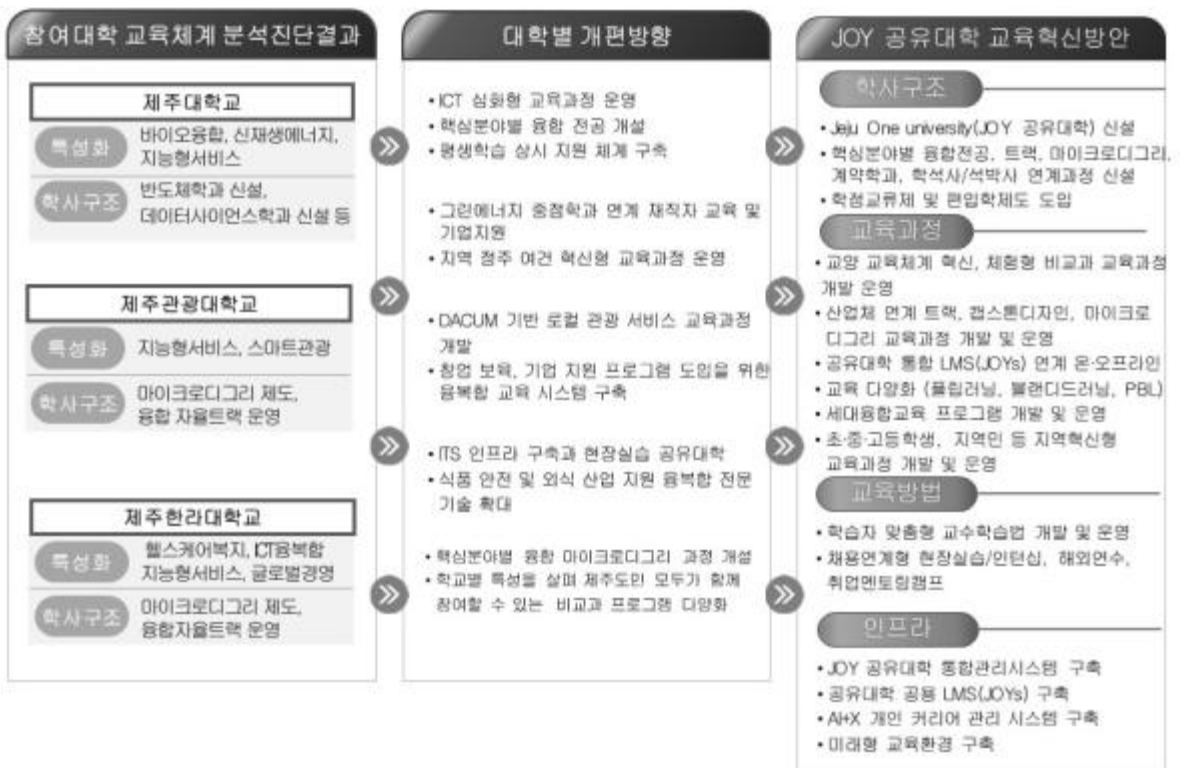 참여대학 교육체계 분석진단결과
제주대학교
특성화
바이오융합, 신재생에너지,
지능형서비스
학사구조
반도체학과 신설,
데이터사이언스학과 신설 등
제주관광대학교
특성화
지능형서비스, 스마트관광
학사구조
마이크로디그리 제도,
융합 자율트랙 운영
제주한라대학교
특성화
헬스케어복지, ICT융복합
지능형서비스, 글로벌경영
학사구조
마이크로디그리 제도,
융합자율트랙 운영
대학별 개편방향
• ICT 심화형 교육과정 운영
• 핵심분야별 융합 전공 개설
• 평생학습 상시 지원 체계 구축
• 그린에너지 중점학과 연계 재직자 교육 및
기업지원
• 지역 정주 여건 혁신형 교육과정 운영
• DACUM 기반 로컬 관광 서비스 교육과정
개발
• 창업 보육, 기업 지원 프로그램 도입을 위한
융복합 교육 시스템 구축
• ITS 인프라 구축과 현장실습 공유대학
• 식품 안전 및 외식 산업 지원 융복합 전문
기술 확대
• 핵심분야별 융합 마이크로디그리 과정 개설
• 학교별 특성을 살펴 제주도민 모두가 함께
참여할 수 있는 비교과 프로그램 다양화
JOY 공유대학 교육혁신방안
학사구조
• Jeju One university(JOY 공유대학) 신설
• 핵심분야별 융합전공, 트랙, 마이크로디그리,
계약학과, 학석사/석박사 연계과정 신설
• 학점교류제 및 편입학제도 도입
교육과정
• 교양 교육체계 혁신, 체험형 비교과 교육과정
개발 운영
• 산업체 연계 트랙, 캡스톤디자인, 마이크로
디그리 교육과정 개발 및 운영
• 공유대학 통합 LMS(JOYs) 연계 온·오프라인
• 교육 다양화 (플립러닝, 블랜디드러닝, PBL)
• 세대융합교육 프로그램 개발 및 운영
• 초·중·고등학생, 지역민 등 지역혁신형
교육과정 개발 및 운영
교육방법
• 학습자 맞춤형 교수학습법 개발 및 운영
• 채용연계형 현장실습/인턴십, 해외연수,
취업멘토링캠프
인프라
• JOY 공유대학 통합관리시스템 구축
• 공유대학 공용 LMS(JOYs) 구축
• AI+X 개인 커리어 관리 시스템 구축
• 미래형 교육환경 구축